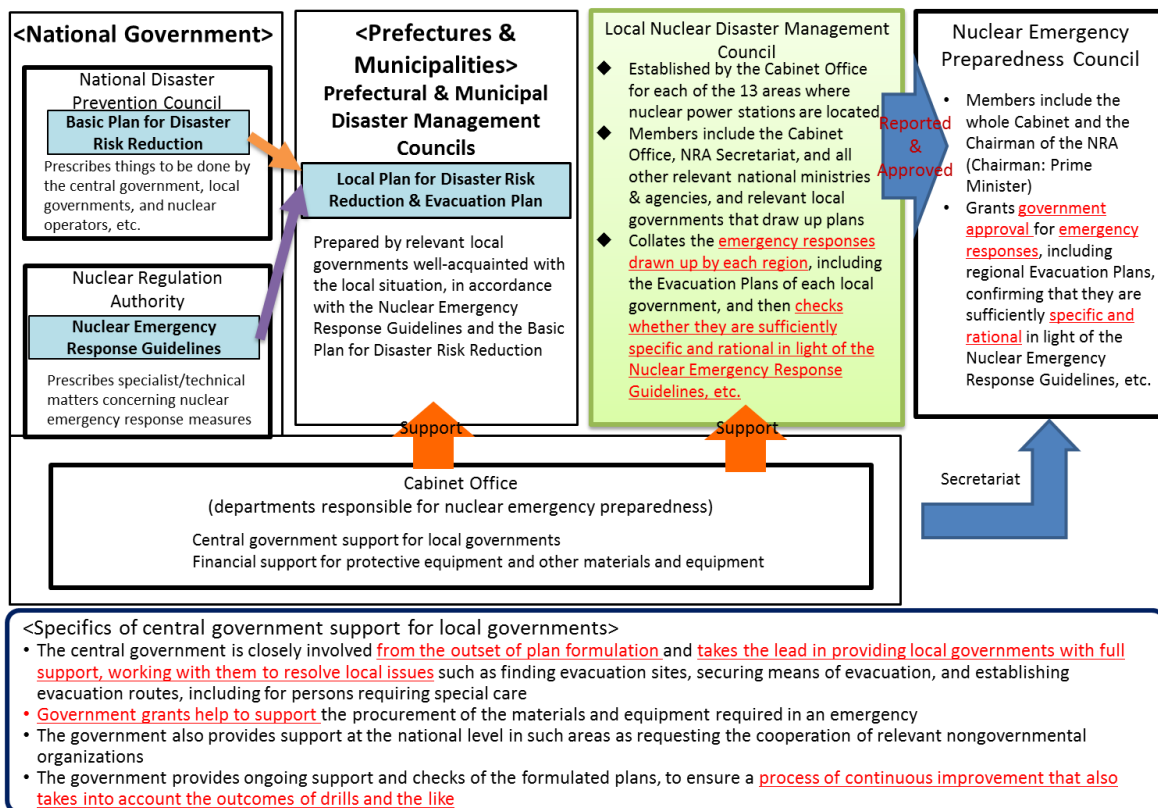 <National Government>
National Disaster
Prevention Council
Basic Plan for Disaster
Risk Reduction
Prescribes things to be done by
the central government, local
governments, and nuclear
operators, etc.
Nuclear Regulation
Authority
Nuclear Emergency
Response Guidelines
Prescribes specialist/technical
matters concerning nuclear
emergency response measures
<Prefectures &
Municipalities>
Prefectural & Municipal
Disaster Management
Councils
Local Plan for Disaster Risk
Reduction & Evacuation Plan
Prepared by relevant local
governments well-acquainted with
the local situation, in accordance
with the Nuclear Emergency
Response Guidelines and the Basic
Plan for Disaster Risk Reduction
Support
Local Nuclear Disaster Management
Council
◆ Established by the Cabinet Office
for each of the 13 areas where
nuclear power stations are located
◆ Members include the Cabinet
Office, NRA Secretariat, and all
other relevant national ministries
& agencies, and relevant local
governments that draw up plans
◆ Collates the emergency responses
drawn up by each region, including
the Evacuation Plans of each local
government, and then checks
whether they are sufficiently
specific and rational in light of the
Nuclear Emergency Response
Guidelines, etc.
Support
Reported
&
Approved
Nuclear Emergency
Preparedness Council
• Members include the
whole Cabinet and the
Chairman of the NRA
(Chairman: Prime
Minister)
• Grants government
approval for emergency
responses, including
regional Evacuation Plans,
confirming that they are
sufficiently specific and
rational in light of the
Nuclear Emergency
Response Guidelines, etc.
Secretariat
Cabinet Office
(departments responsible for nuclear emergency preparedness)
Central government support for local governments
Financial support for protective equipment and other materials and equipment
<Specifics of central government support for local governments>
• The central government is closely involved from the outset of plan formulation and takes the lead in providing local governments with full
support, working with them to resolve local issues such as finding evacuation sites, securing means of evacuation, and establishing
evacuation routes, including for persons requiring special care
• Government grants help to support the procurement of the materials and equipment required in an emergency
• The government also provides support at the national level in such areas as requesting the cooperation of relevant nongovernmental
organizations
• The government provides ongoing support and checks of the formulated plans, to ensure a process of continuous improvement that also
takes into account the outcomes of drills and the like